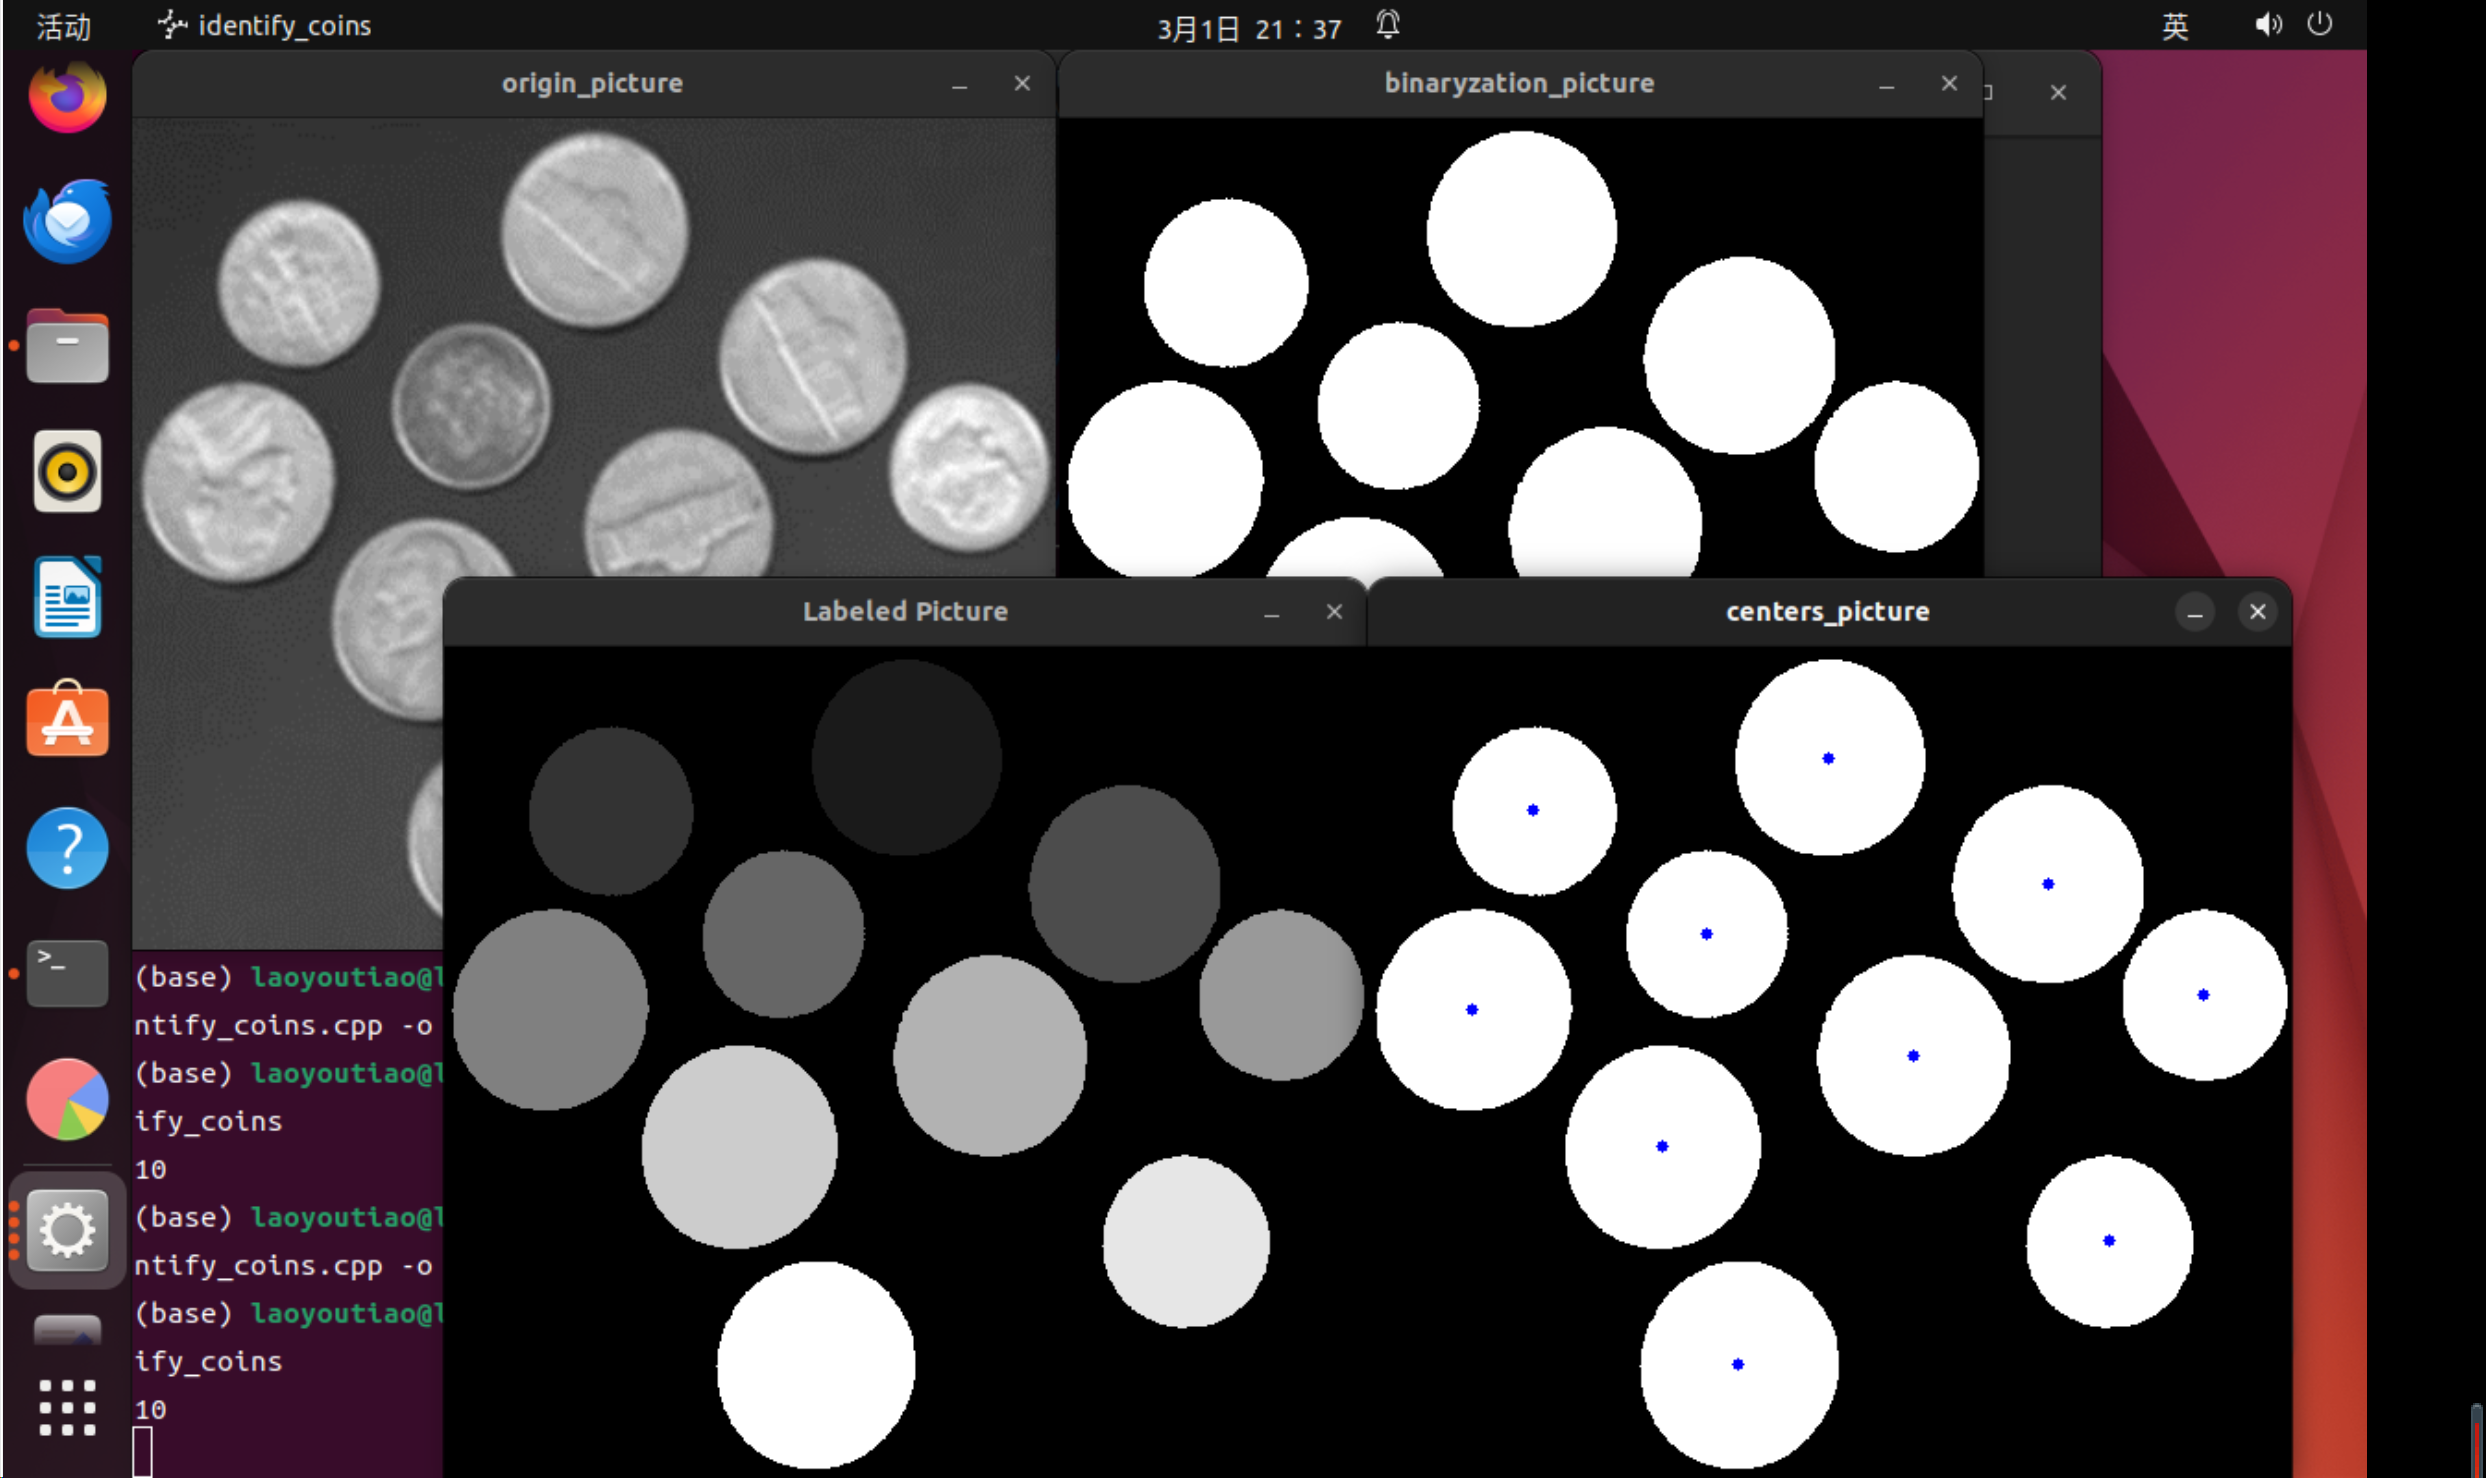 活动
identify_coins
3月1日 21：37
英
origin_picture
binaryzation_picture
Labeled Picture
centers_picture
(base) laoyoutiao@l
ntify_coins.cpp -o
(base) laoyoutiao@l
ify_coins
10
(base) laoyoutiao@l
ntify_coins.cpp -o
(base) laoyoutiao@l
ify_coins
10